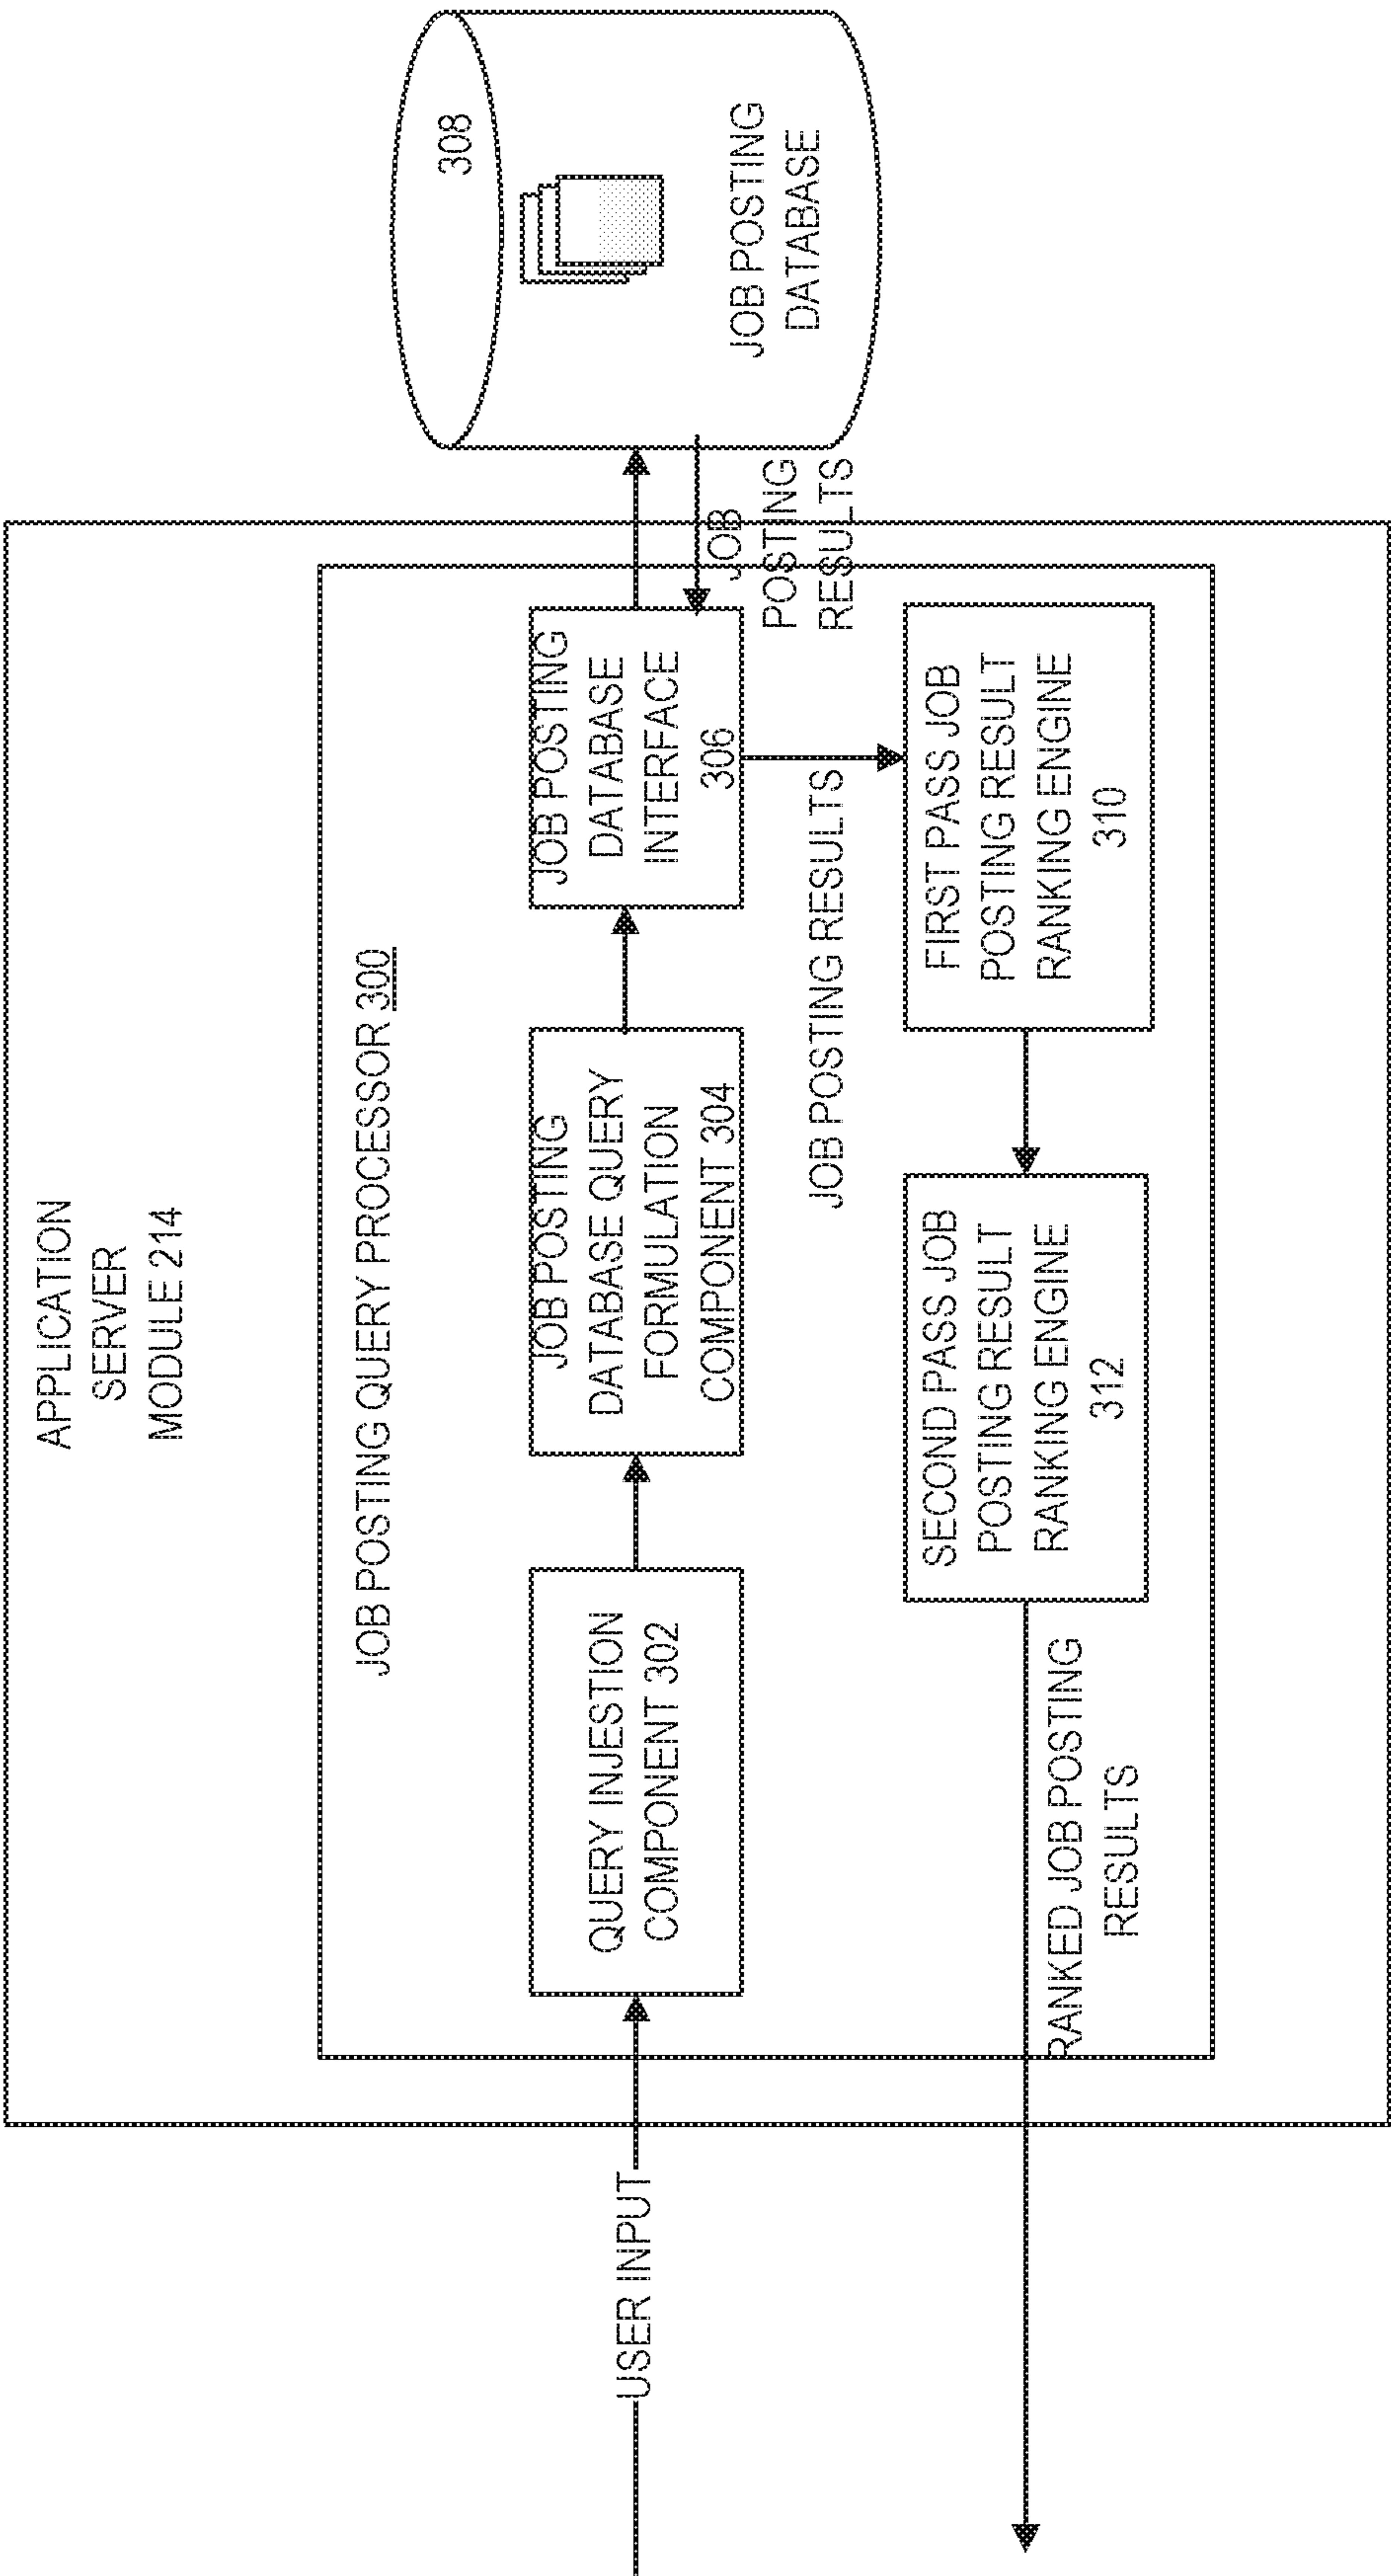 APPLICATION
SERVER
MODULE 214
JOB POSTING QUERY PROCESSOR 300
USER INPUT
QUERY INJESTION
COMPONENT 302
JOB POSTING
DATABASE QUERY
FORMULATION
COMPONENT 304
JOB POSTING
DATABASE
INTERFACE
306
308
JOB POSTING
DATABASE
JOB
POSTING
RESULTS
JOB POSTING RESULTS
FIRST PASS JOB
POSTING RESULT
RANKING ENGINE
310
SECOND PASS JOB
POSTING RESULT
RANKING ENGINE
312
RANKED JOB POSTING
RESULTS